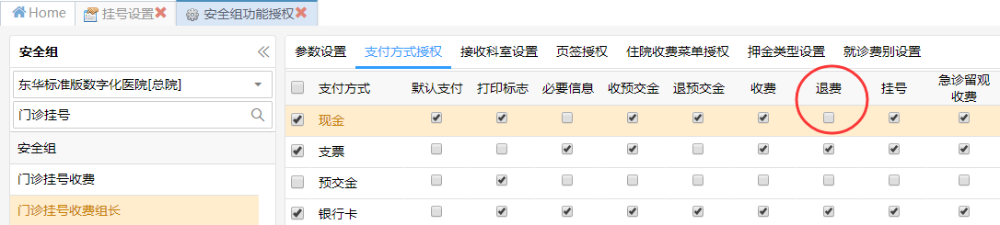 Home 挂号设置 安全组功能授权
安全组
东华标准版数字化医院[总院]
门诊挂号
安全组
门诊挂号收费
门诊挂号收费组长
参数设置 支付方式授权 接收科室设置 页签授权 住院收费菜单授权 押金类型设置 就诊费别设置
支付方式 默认支付 打印标志 必要信息 收预交金 退预交金 收费 退费 挂号 急诊留观
收费
现金
支票
预交金
银行卡